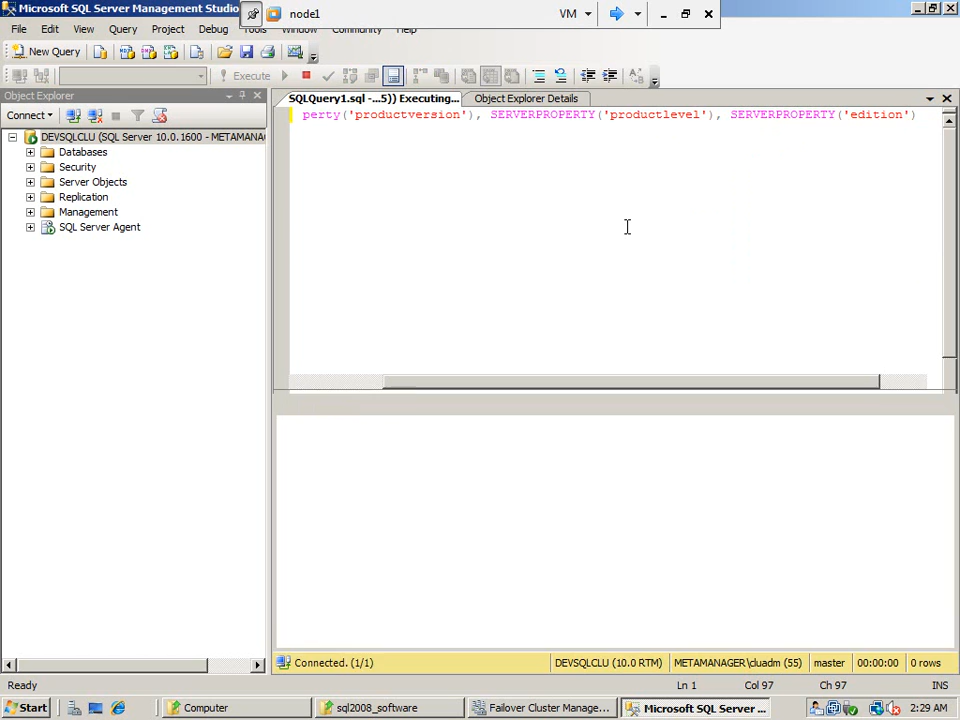 Microsoft SQL Server Management Studio
node1
VM
File Edit View Query Project Debug Tools Window Community Help
New Query
Execute
Object Explorer
SQLQuery1.sql -...5)) Executing...
Object Explorer Details
Connect
perty('productversion'), SERVERPROPERTY('productlevel'), SERVERPROPERTY('edition')
DEVSQLCLU (SQL Server 10.0.1600 - METAMANAG
Databases
Security
Server Objects
Replication
Management
SQL Server Agent
Connected. (1/1)
DEVSQLCLU (10.0 RTM)
METAMANAGER\cluadm (55)
master
00:00:00
0 rows
Ready
Ln 1
Col 97
Ch 97
INS
Start
Computer
sql2008_software
Failover Cluster Manage...
Microsoft SQL Server ...
2:29 AM